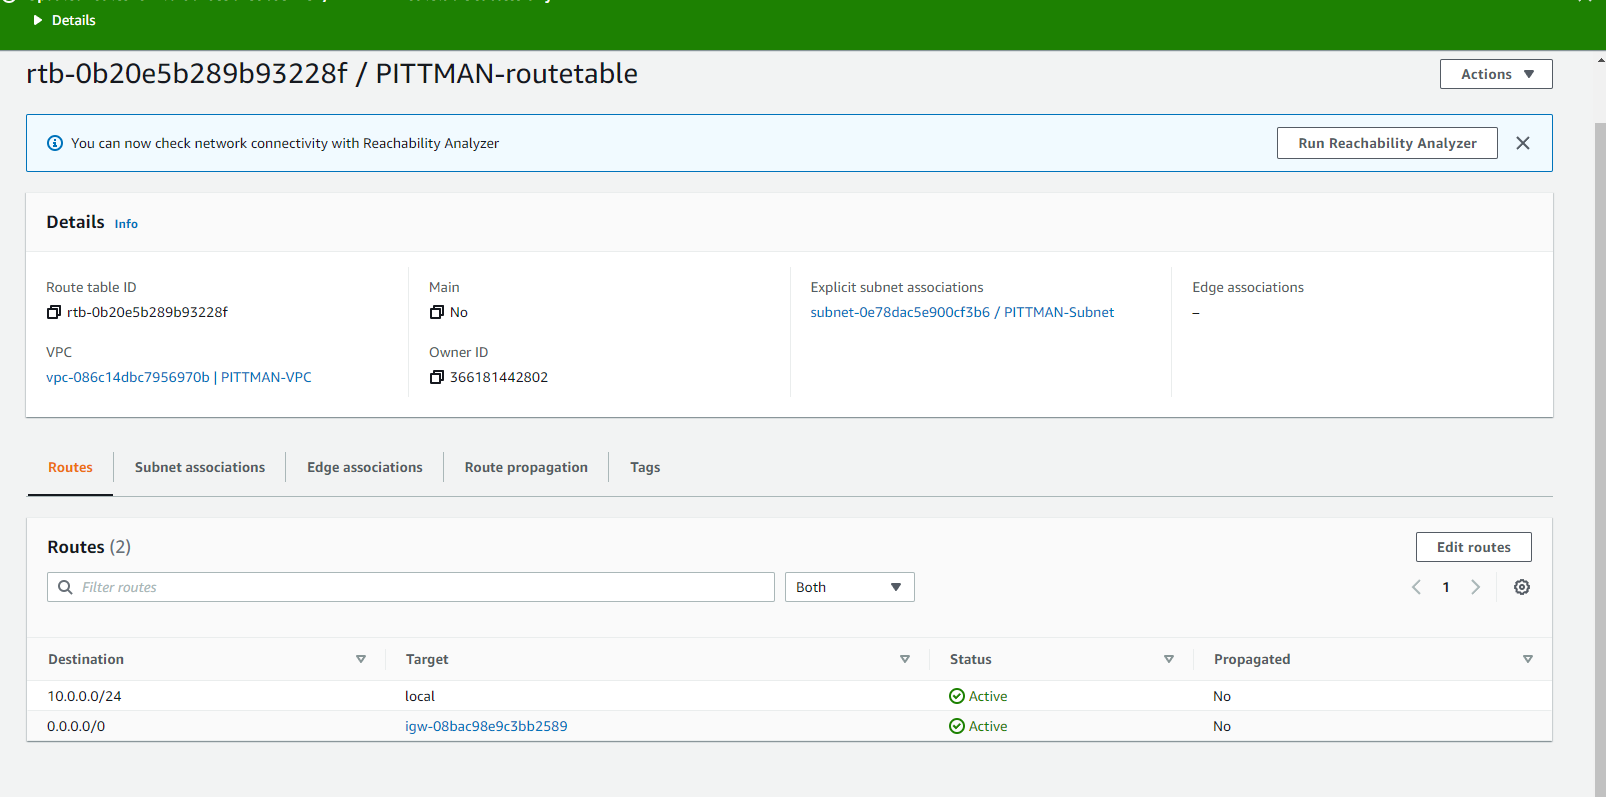 Details
rtb-0b20e5b289b93228f / PITTMAN-routetable
Actions
You can now check network connectivity with Reachability Analyzer
Run Reachability Analyzer
Details Info
Route table ID
rtb-0b20e5b289b93228f
Main
No
Explicit subnet associations
subnet-0e78dac5e900cf3b6 / PITTMAN-Subnet
Edge associations
–
VPC
vpc-086c14dbc7956970b | PITTMAN-VPC
Owner ID
366181442802
Routes Subnet associations Edge associations Route propagation Tags
Routes (2)
Edit routes
Filter routes
Both
1
Destination Target Status Propagated
10.0.0.0/24 local Active No
0.0.0.0/0 igw-08bac98e9c3bb2589 Active No